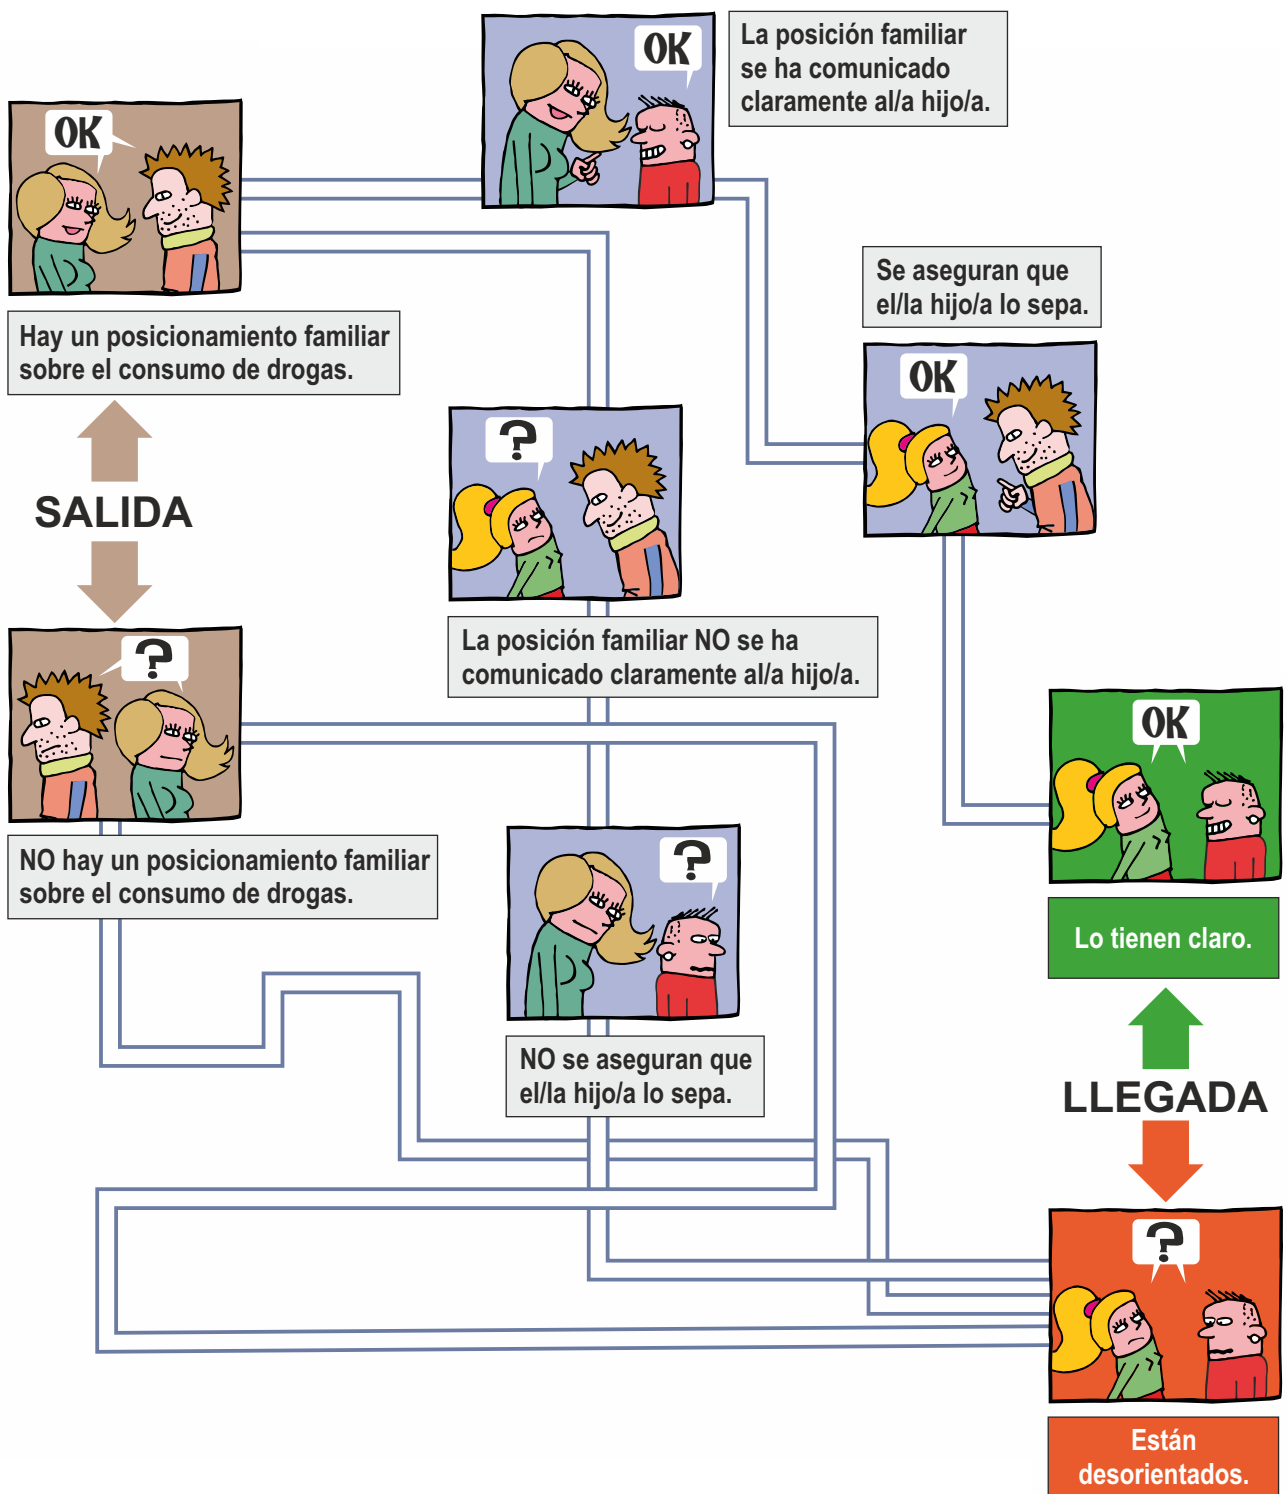 OK
La posición familiar
se ha comunicado
claramente al/a hijo/a.
OK
Hay un posicionamiento familiar
sobre el consumo de drogas.
Se aseguran que
el/la hijo/a lo sepa.
OK
?
SALIDA
La posición familiar NO se ha
comunicado claramente al/a hijo/a.
?
NO hay un posicionamiento familiar
sobre el consumo de drogas.
OK
Lo tienen claro.
?
NO se aseguran que
el/la hijo/a lo sepa.
LLEGADA
?
Están
desorientados.